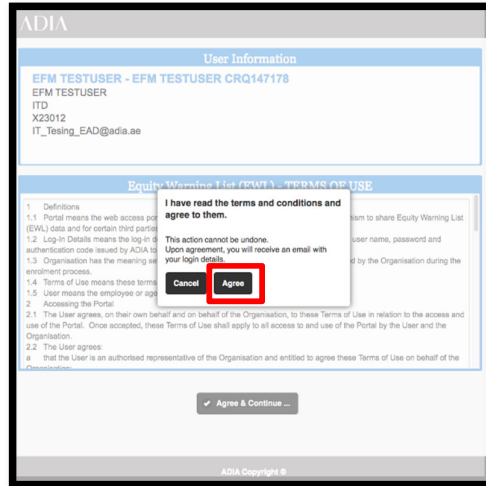 ADIA
User Information
EFM TESTUSER - EFM TESTUSER CRQ147178
EFM TESTUSER
ITD
X23012
IT_Tesing_EAD@adia.ae
Equity Warning List (EWL) - TERMS OF USE
I have read the terms and conditions and
agree to them.
This action cannot be undone.
Upon agreement, you will receive an email with
your login details.
Cancel Agree
1 Definitions
1.1 Portal means the web access por ism to share Equity Warning List
(EWL) data and for certain third partie
1.2 Log-In Details means the log-in d user name, password and
authentication code issued by ADIA to
1.3 Organisation has the meaning se d by the Organisation during the
enrolment process.
1.4 Terms of Use means these terms
1.5 User means the employee or age
2 Accessing the Portal
2.1 The User agrees, on their own behalf and on behalf of the Organisation, to these Terms of Use in relation to the access and
use of the Portal. Once accepted, these Terms of Use shall apply to all access to and use of the Portal by the User and the
Organisation.
2.2 The User agrees:
a that the User is an authorised representative of the Organisation and entitled to agree these Terms of Use on behalf of the
Organisation;
Agree & Continue ...
ADIA Copyright ©